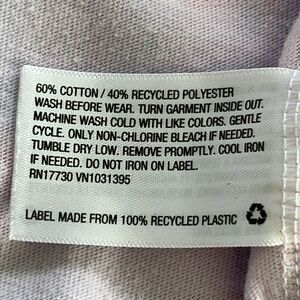 60% COTTON / 40% RECYCLED POLYESTER
WASH BEFORE WEAR. TURN GARMENT INSIDE OUT.
MACHINE WASH COLD WITH LIKE COLORS. GENTLE
CYCLE. ONLY NON-CHLORINE BLEACH IF NEEDED.
TUMBLE DRY LOW. REMOVE PROMPTLY. COOL IRON
IF NEEDED. DO NOT IRON ON LABEL.
RN17730 VN1031395
LABEL MADE FROM 100% RECYCLED PLASTIC